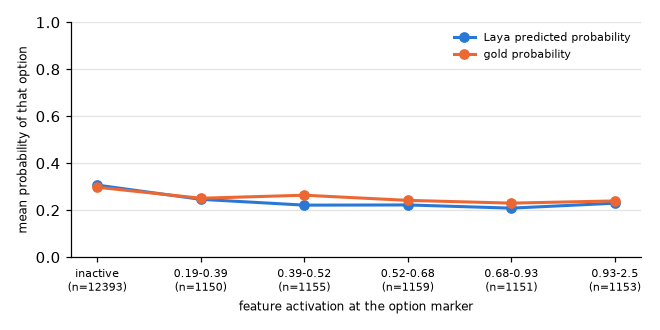 1.0
0.8
0.6
0.4
0.2
0.0
mean probability of that option
Laya predicted probability
gold probability
inactive
(n=12393)
0.19-0.39
(n=1150)
0.39-0.52
(n=1155)
0.52-0.68
(n=1159)
0.68-0.93
(n=1151)
0.93-2.5
(n=1153)
feature activation at the option marker